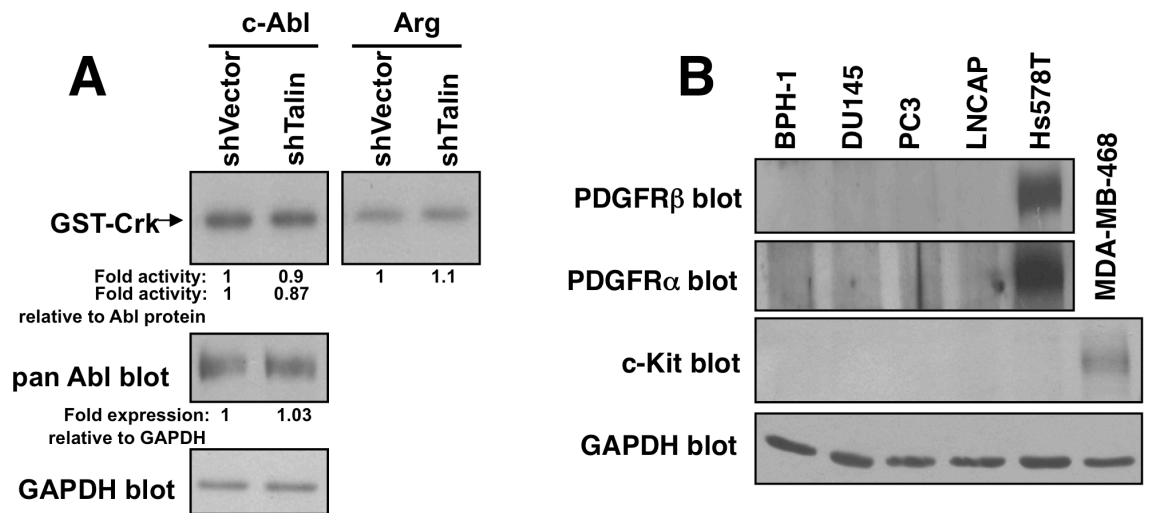 A
c-Abl Arg
shVector shTalin shVector shTalin
GST-Crk
Fold activity: 1 0.9 1 1.1
Fold activity: 1 0.87
relative to Abl protein
pan Abl blot
Fold expression: 1 1.03
relative to GAPDH
GAPDH blot
B
BPH-1 DU145 PC3 LNCAP Hs578T MDA-MB-468
PDGFRβ blot
PDGFRα blot
c-Kit blot
GAPDH blot